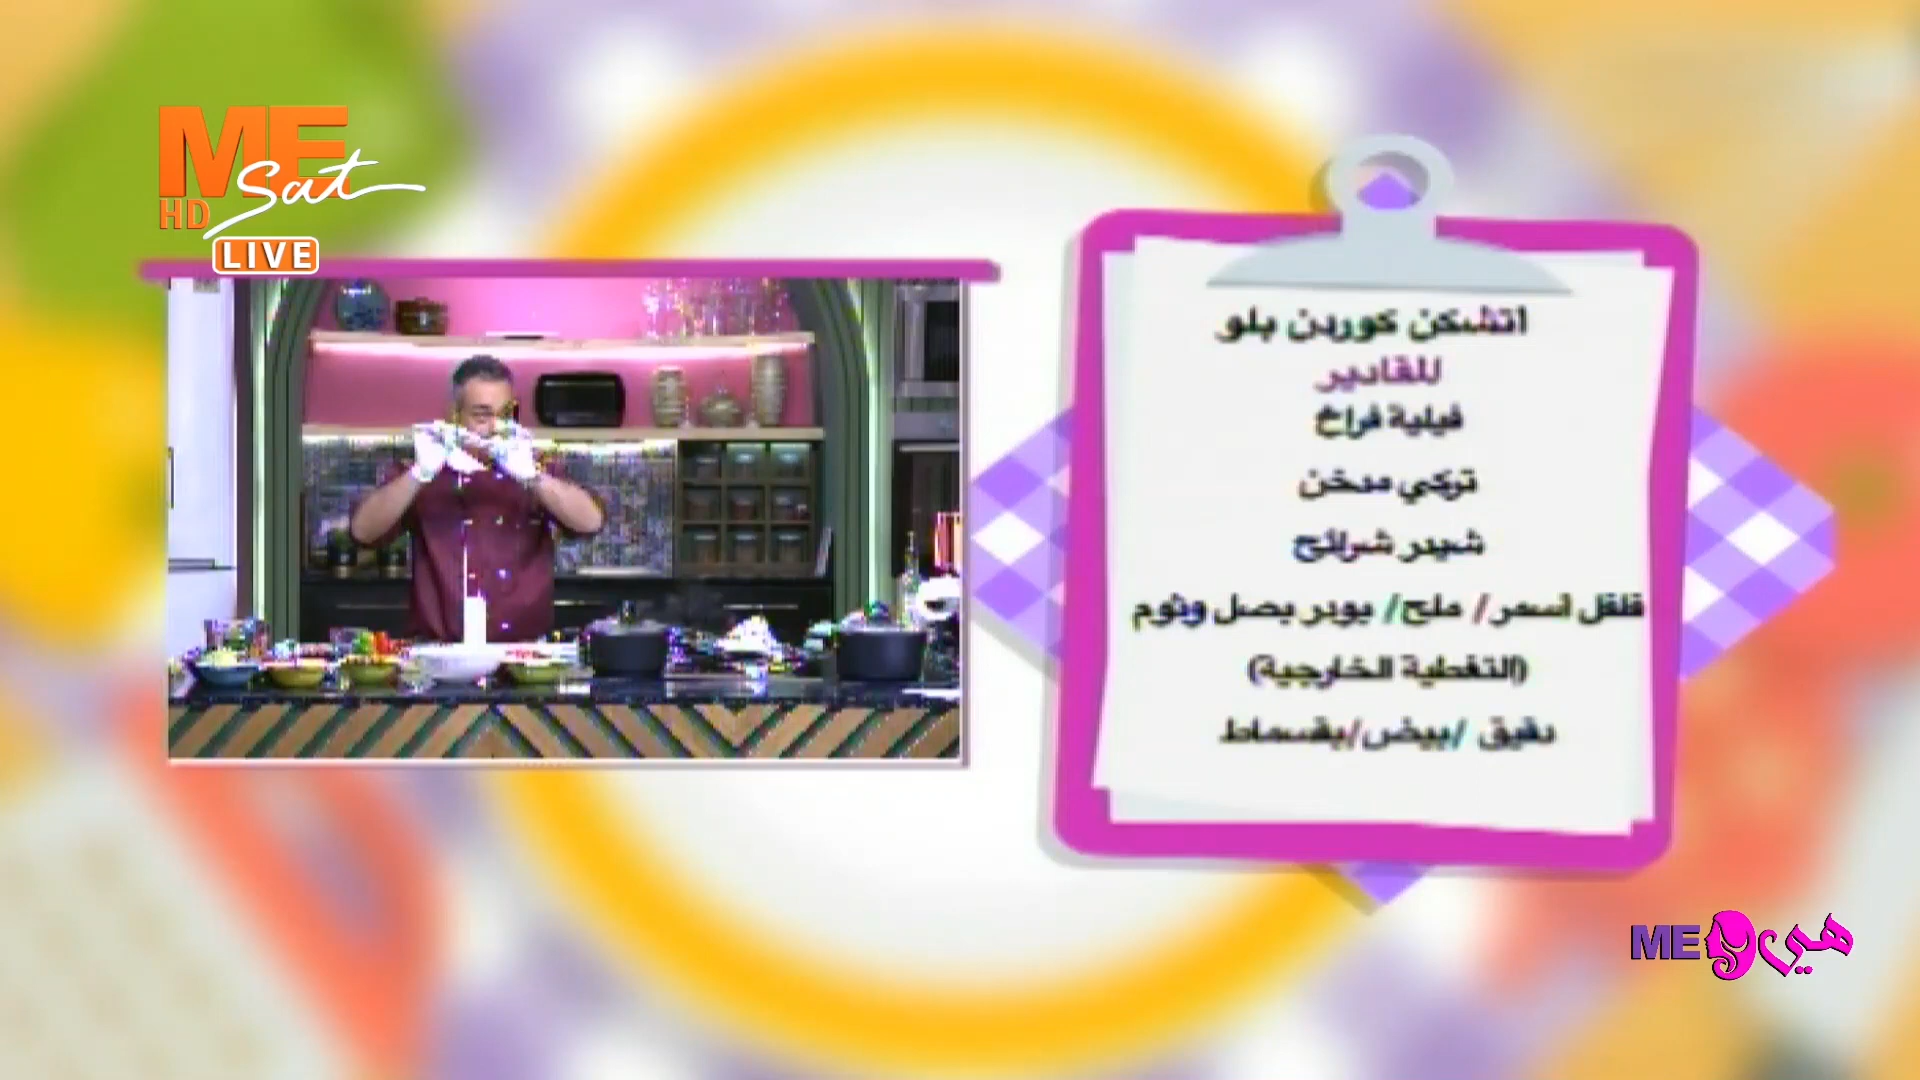 ME
Sat
HD
LIVE
اتشكن كوردن بلو
المقادير
فيلية فراخ
تركي مدخن
شيدر شرائح
فلفل اسمر/ ملح/ بودر بصل وثوم
(التغطية الخارجية)
دقيق /بيض/بقسماط
ME هي